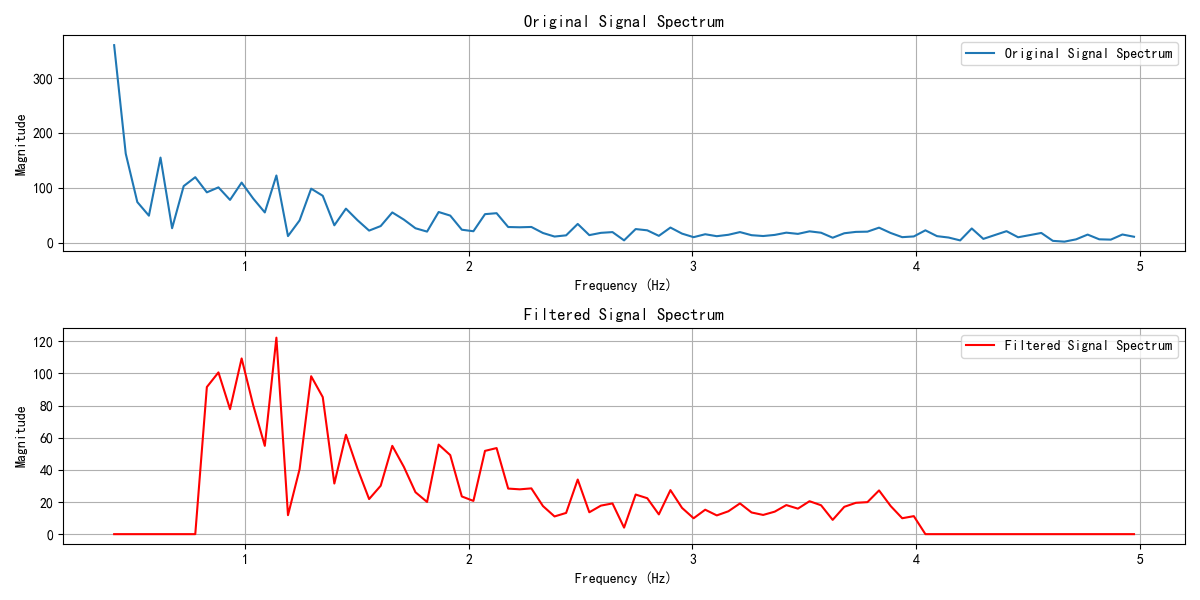 Original Signal Spectrum
Original Signal Spectrum
Magnitude
300
200
100
0
1 2 3 4 5
Frequency (Hz)
Filtered Signal Spectrum
Filtered Signal Spectrum
Magnitude
120
100
80
60
40
20
0
1 2 3 4 5
Frequency (Hz)